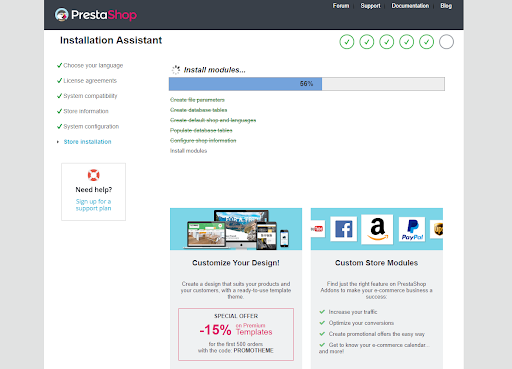 PrestaShop
Forum Support Documentation Blog
Installation Assistant
Choose your language
License agreements
System compatibility
Store information
System configuration
Store installation
Need help?
Sign up for a
support plan
Install modules...
56%
Create file parameters
Create database tables
Create default shop and languages
Populate database tables
Configure shop information
Install modules
Customize Your Design!
Create a design that suits your products and
your customers, with a ready-to-use template
theme.
SPECIAL OFFER
-15% on Premium
Templates
for the first 500 orders
with the code: PROMOTHEME
PayPal
Custom Store Modules
Find just the right feature on PrestaShop
Addons to make your e-commerce business a
success:
Increase your traffic
Optimize your conversions
Create promotional offers the easy way
Get to know your e-commerce calendar...
and more!